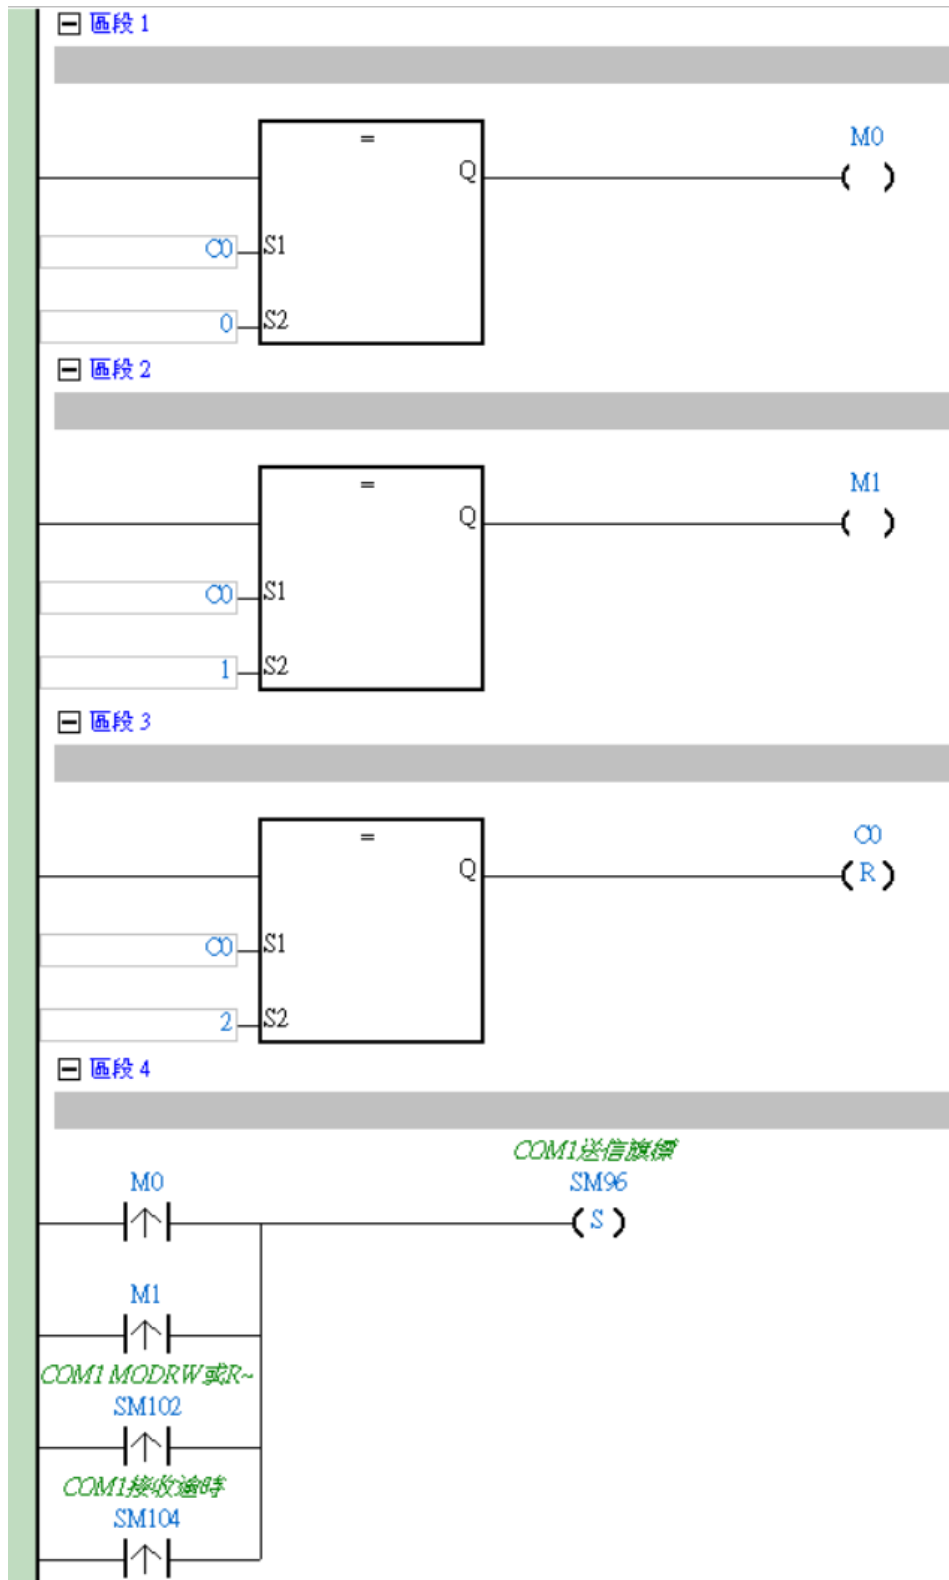 區段 1
=
Q
M0
( )
C0
S1
0
S2
區段 2
=
Q
M1
( )
C0
S1
1
S2
區段 3
=
Q
C0
(R)
C0
S1
2
S2
區段 4
COM1送信旗標
M0
SM96
(S)
M1
COM1 MODRW或R~
SM102
COM1接收逾時
SM104